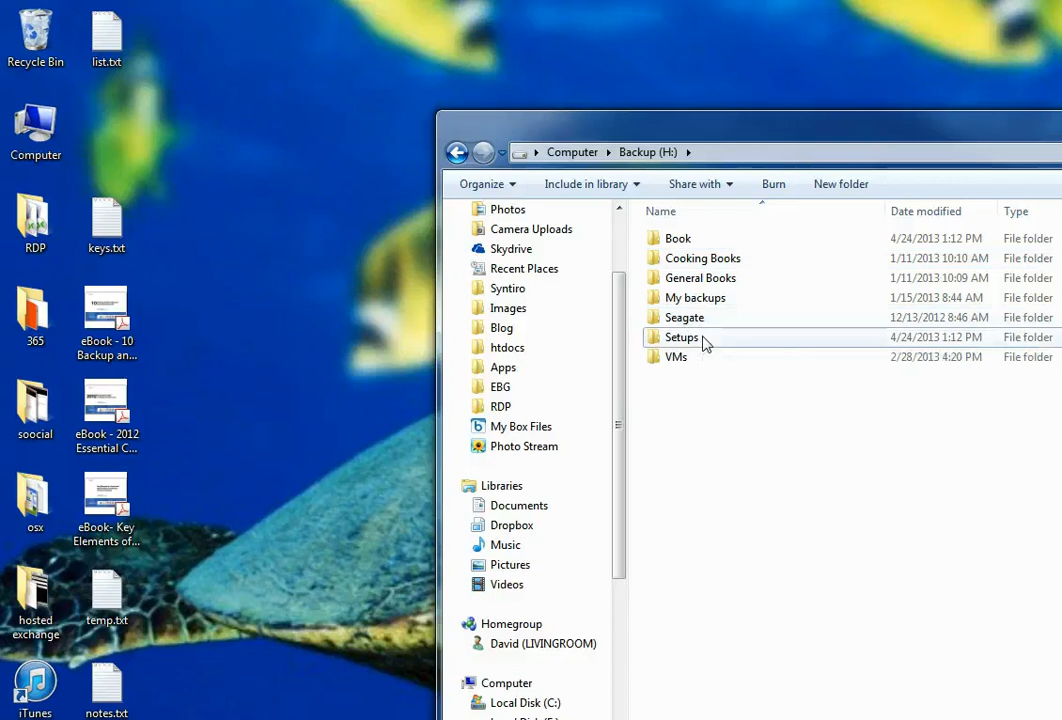 Recycle Bin
list.txt
Computer
RDP
keys.txt
365
eBook - 10
Backup an...
soocial
eBook - 2012
Essential C...
osx
eBook- Key
Elements of...
hosted
exchange
temp.txt
iTunes
notes.txt
Computer
Backup (H:)
Organize
Include in library
Share with
Burn
New folder
Photos
Camera Uploads
Skydrive
Recent Places
Syntiro
Images
Blog
htdocs
Apps
EBG
RDP
My Box Files
Photo Stream
Libraries
Documents
Dropbox
Music
Pictures
Videos
Homegroup
David (LIVINGROOM)
Computer
Local Disk (C:)
Name Date modified Type
Book 4/24/2013 1:12 PM File folder
Cooking Books 1/11/2013 10:10 AM File folder
General Books 1/11/2013 10:09 AM File folder
My backups 1/15/2013 8:44 AM File folder
Seagate 12/13/2012 8:46 AM File folder
Setups 4/24/2013 1:12 PM File folder
VMs 2/28/2013 4:20 PM File folder